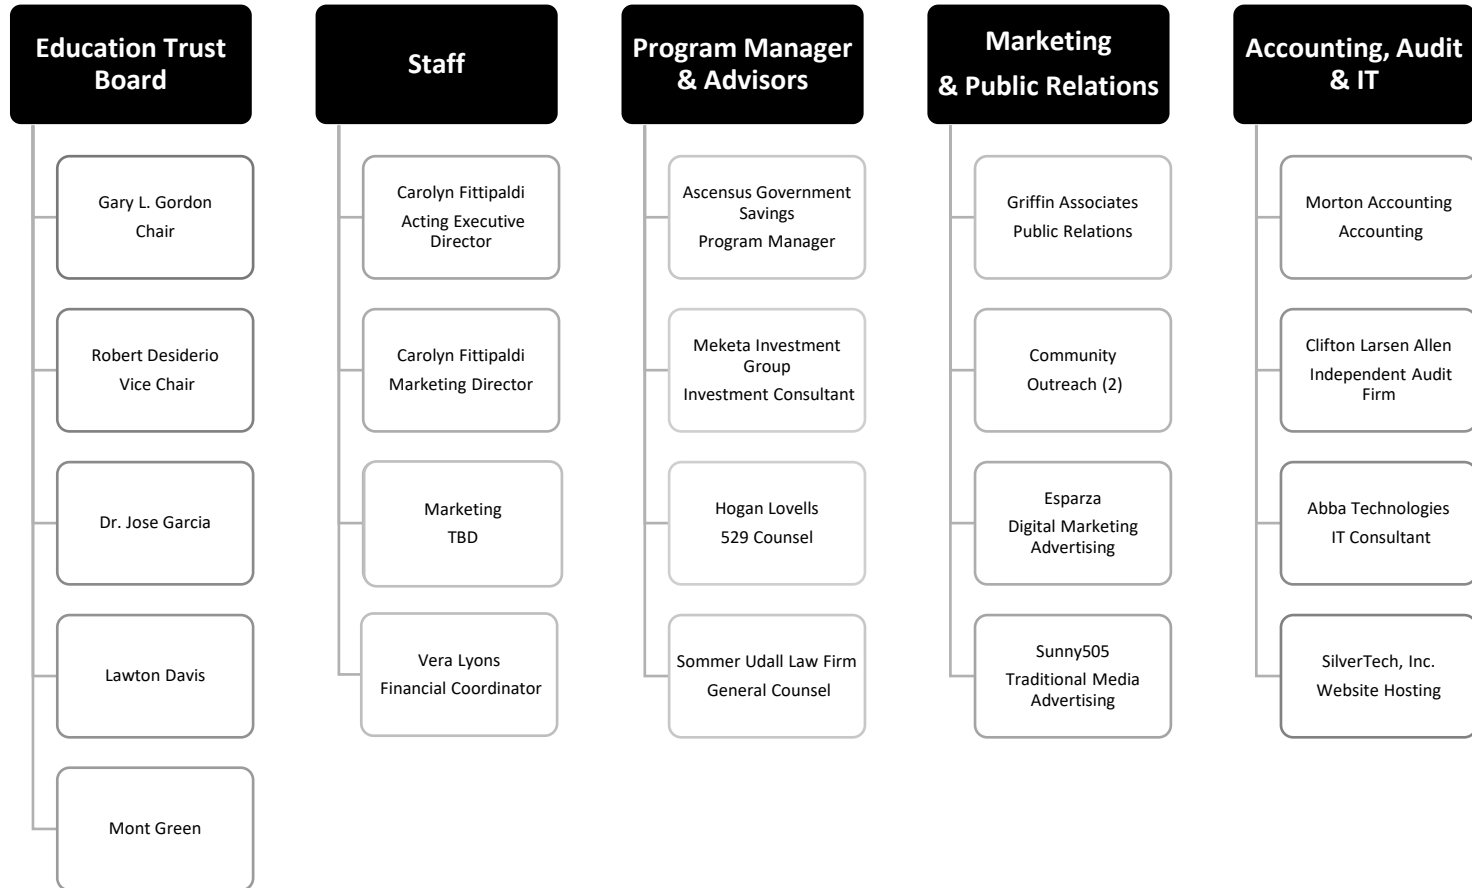 Education Trust
Board
Gary L. Gordon
Chair
Robert Desiderio
Vice Chair
Dr. Jose Garcia
Lawton Davis
Mont Green
Staff
Carolyn Fittipaldi
Acting Executive
Director
Carolyn Fittipaldi
Marketing Director
Marketing
TBD
Vera Lyons
Financial Coordinator
Program Manager
& Advisors
Ascensus Government
Savings
Program Manager
Meketa Investment
Group
Investment Consultant
Hogan Lovells
529 Counsel
Sommer Udall Law Firm
General Counsel
Marketing
& Public Relations
Griffin Associates
Public Relations
Community
Outreach (2)
Esparza
Digital Marketing
Advertising
Sunny505
Traditional Media
Advertising
Accounting, Audit
& IT
Morton Accounting
Accounting
Clifton Larsen Allen
Independent Audit
Firm
Abba Technologies
IT Consultant
SilverTech, Inc.
Website Hosting